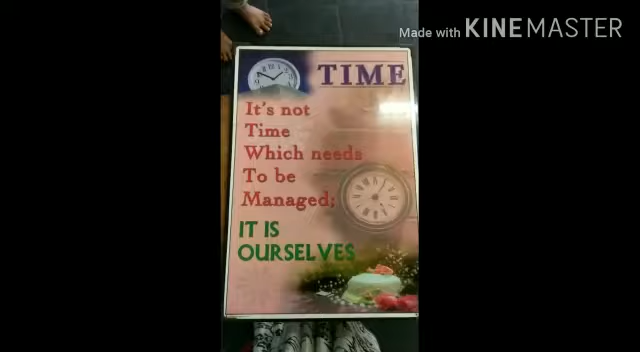 Made with KINEMASTER
TIME
It's not
Time
Which needs
To be
Managed;
IT IS
OURSELVES